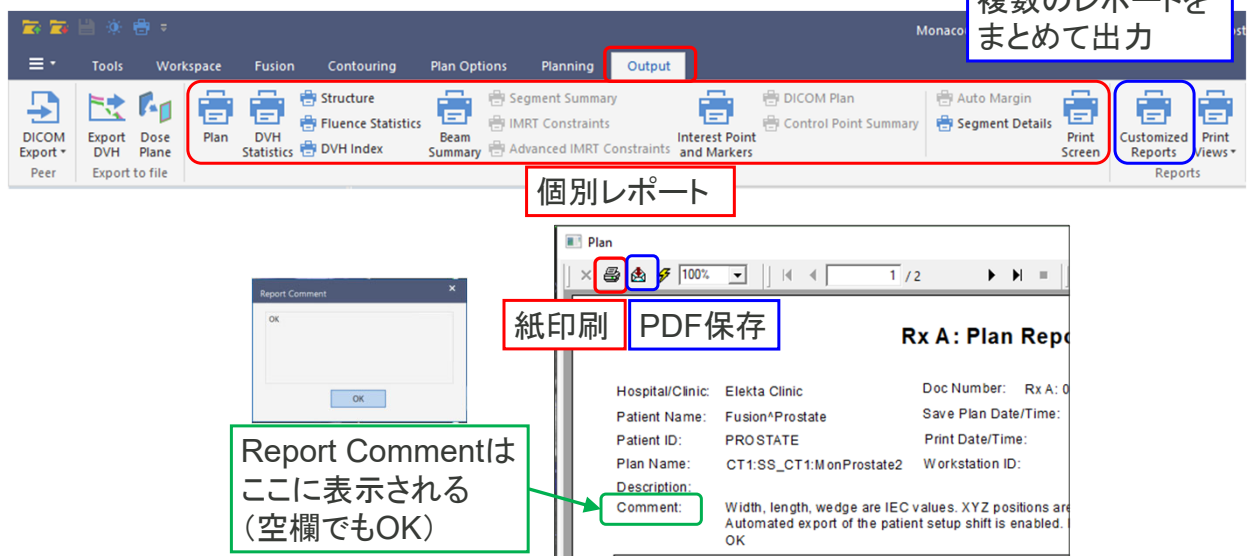 複数のレポートを
まとめて出力
Tools Workspace Fusion Contouring Plan Options Planning Output
DICOM Export
Export DVH
Dose Plane
Plan
DVH Statistics
Structure
Fluence Statistics
DVH Index
Beam Summary
Segment Summary
IMRT Constraints
Advanced IMRT Constraints
Interest Point and Markers
DICOM Plan
Control Point Summary
Auto Margin
Segment Details
Print Screen
Customized Reports
Print Views
Peer Export to file Reports
個別レポート
Plan
100% 1 / 2
紙印刷 PDF保存
Report Comment
OK
OK
Rx A: Plan
Hospital/Clinic: Elekta Clinic Doc Number: Rx A:
Patient Name: Fusion^Prostate Save Plan Date/Time:
Patient ID: PROSTATE Print Date/Time:
Plan Name: CT1:SS_CT1:MonProstate2 Workstation ID:
Description:
Comment: Width, length, wedge are IEC values. XYZ positions are
Automated export of the patient setup shift is enabled.
OK
Report Commentは
ここに表示される
（空欄でもOK）